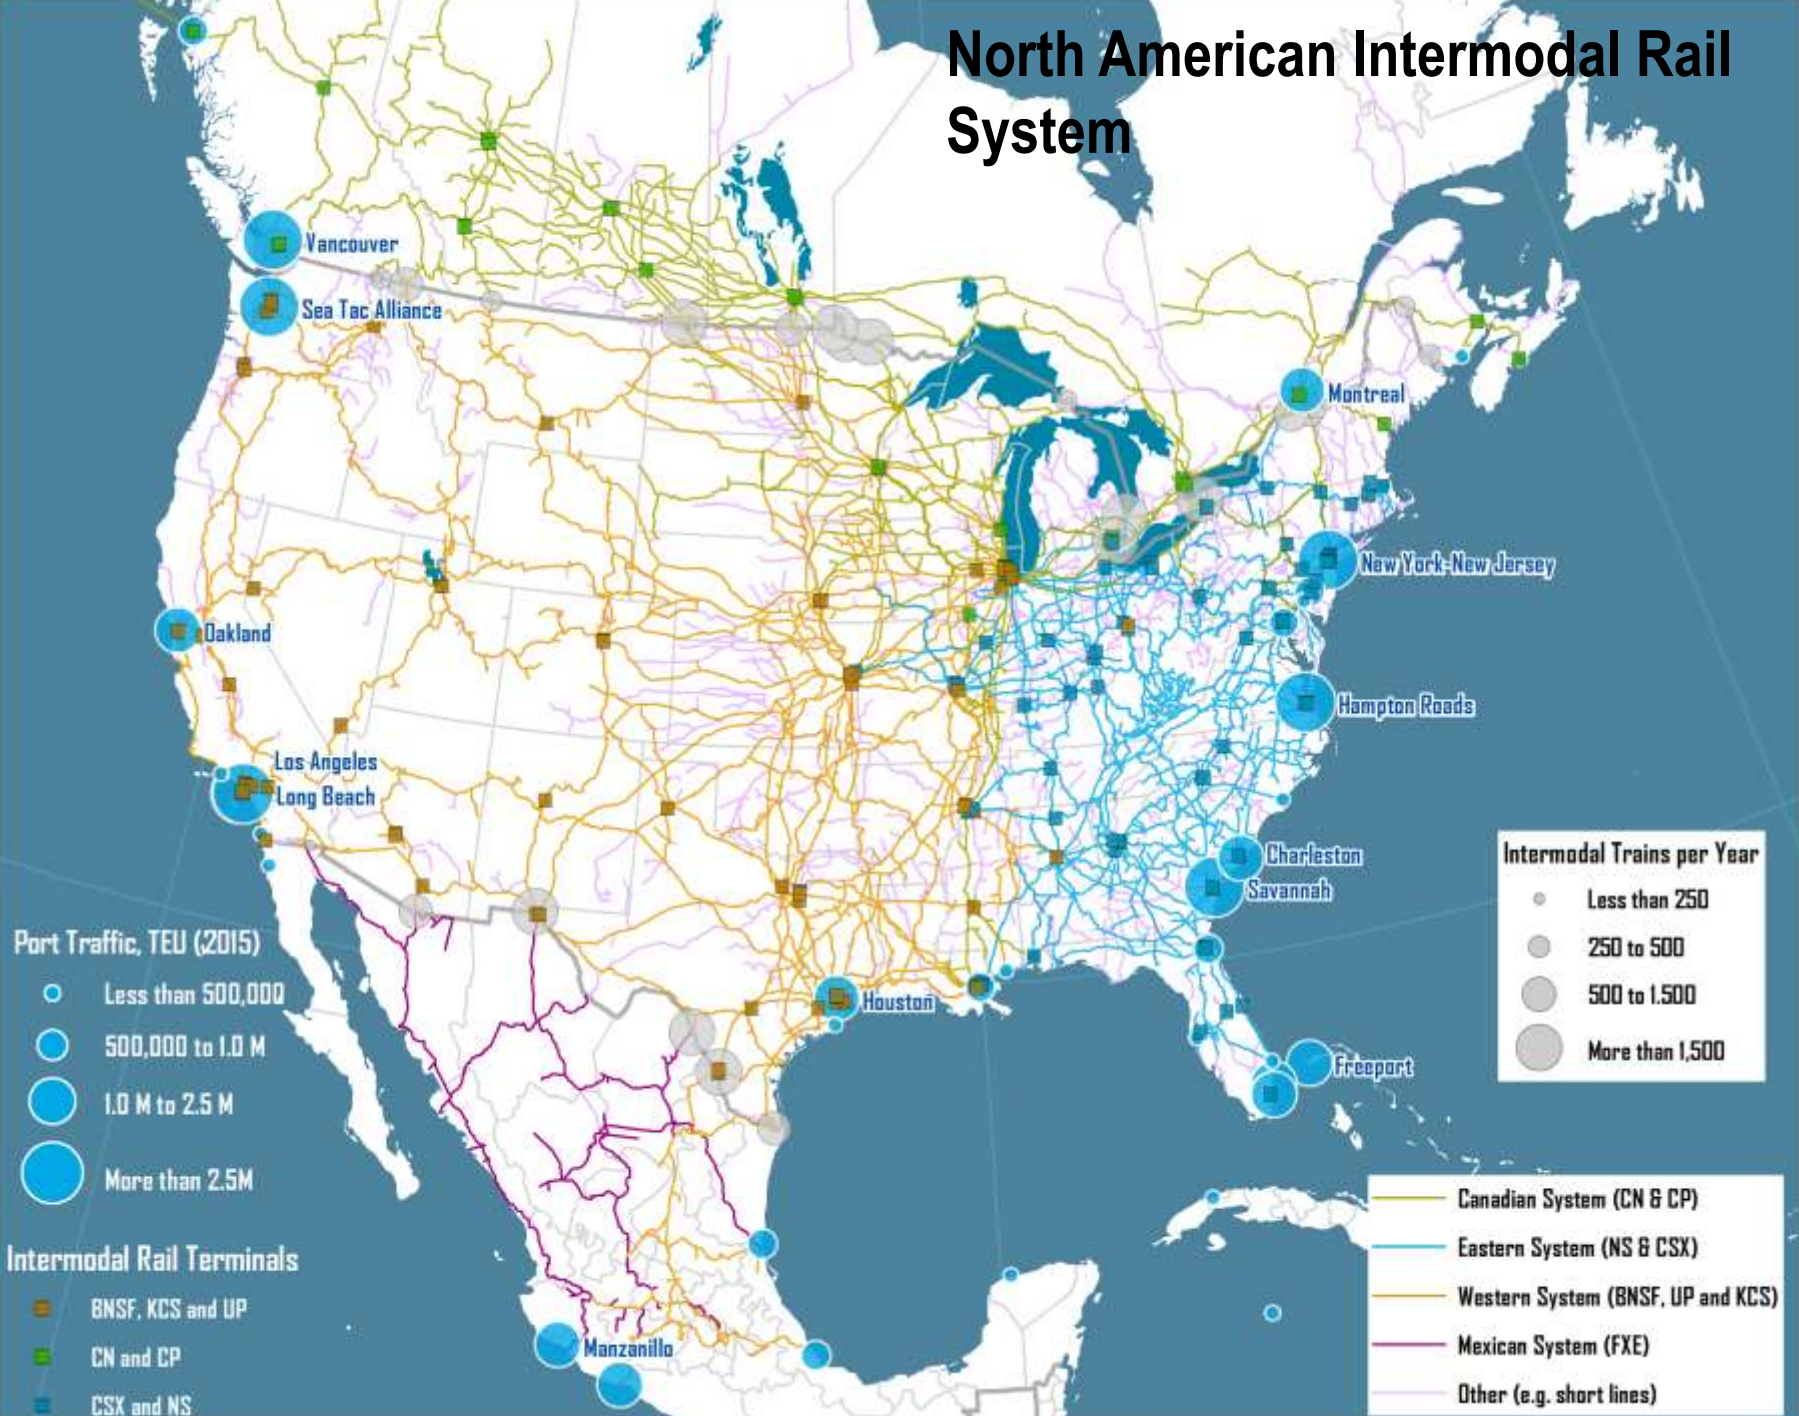 North American Intermodal Rail
System
Vancouver
Sea Tac Alliance
Montreal
New York-New Jersey
Oakland
Hampton Roads
Los Angeles
Long Beach
Charleston
Savannah
Houston
Freeport
Manzanillo
Port Traffic, TEU (2015)
Less than 500,000
500,000 to 1.0 M
1.0 M to 2.5 M
More than 2.5M
Intermodal Rail Terminals
BNSF, KCS and UP
CN and CP
CSX and NS
Intermodal Trains per Year
Less than 250
250 to 500
500 to 1.500
More than 1,500
Canadian System (CN & CP)
Eastern System (NS & CSX)
Western System (BNSF, UP and KCS)
Mexican System (FXE)
Other (e.g. short lines)